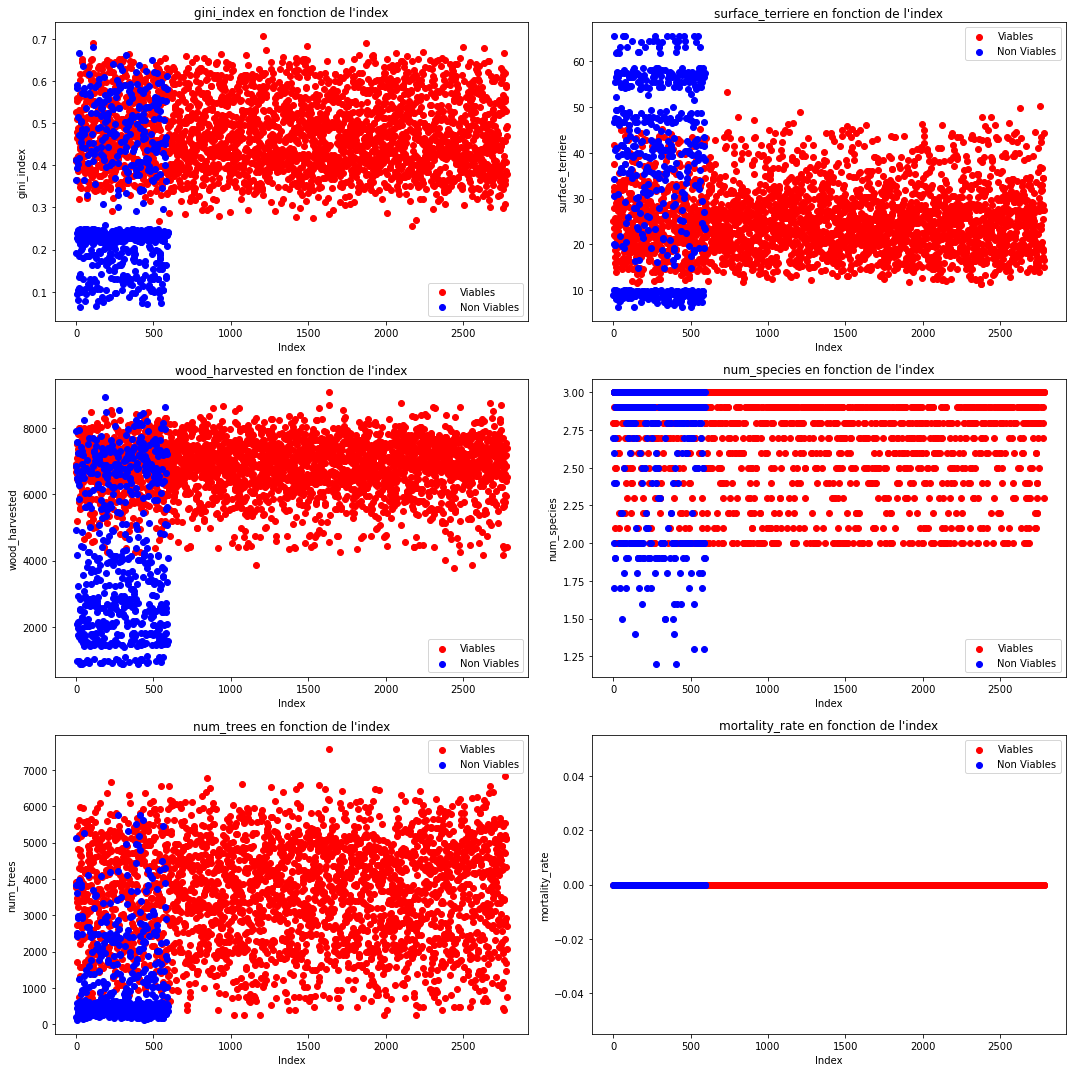 gini_index en fonction de l'index
gini_index
0.7
0.6
0.5
0.4
0.3
0.2
0.1
Viables
Non Viables
0 500 1000 1500 2000 2500
Index
surface_terriere en fonction de l'index
surface_terriere
60
50
40
30
20
10
Viables
Non Viables
0 500 1000 1500 2000 2500
Index
wood_harvested en fonction de l'index
wood_harvested
8000
6000
4000
2000
Viables
Non Viables
0 500 1000 1500 2000 2500
Index
num_species en fonction de l'index
num_species
3.00
2.75
2.50
2.25
2.00
1.75
1.50
1.25
Viables
Non Viables
0 500 1000 1500 2000 2500
Index
num_trees en fonction de l'index
num_trees
7000
6000
5000
4000
3000
2000
1000
0
Viables
Non Viables
0 500 1000 1500 2000 2500
Index
mortality_rate en fonction de l'index
mortality_rate
0.04
0.02
0.00
−0.02
−0.04
Viables
Non Viables
0 500 1000 1500 2000 2500
Index